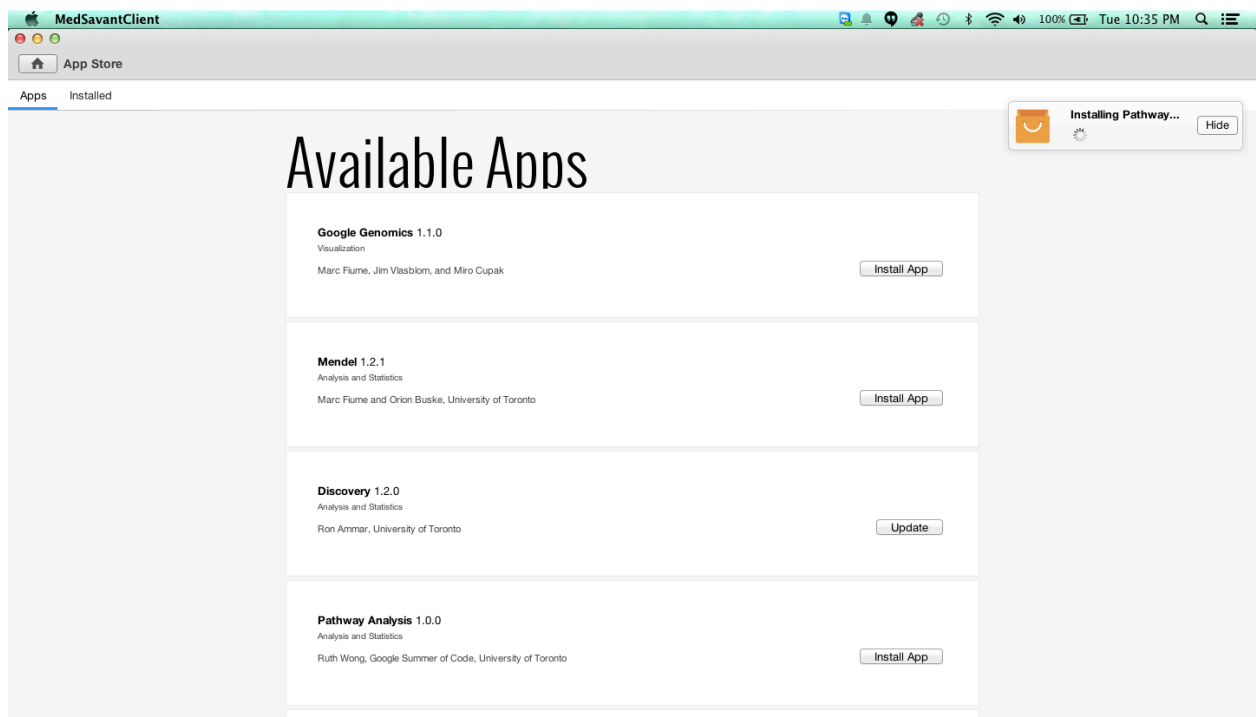 MedSavantClient
100%
Tue 10:35 PM
App Store
Apps
Installed
Installing Pathway...
Hide
Available Apps
Google Genomics 1.1.0
Visualization
Marc Fiume, Jim Vlasblom, and Miro Cupak
Install App
Mendel 1.2.1
Analysis and Statistics
Marc Fiume and Orion Buske, University of Toronto
Install App
Discovery 1.2.0
Analysis and Statistics
Ron Ammar, University of Toronto
Update
Pathway Analysis 1.0.0
Analysis and Statistics
Ruth Wong, Google Summer of Code, University of Toronto
Install App